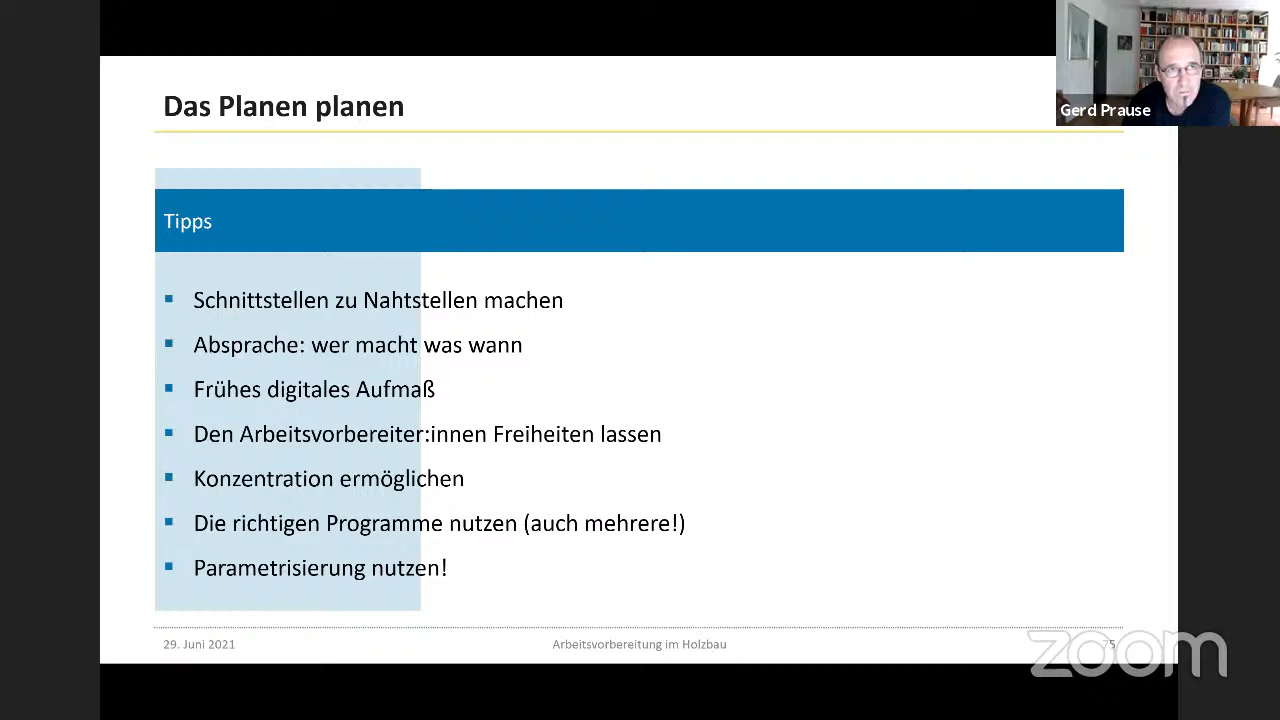 Das Planen planen
Gerd Prause
Tipps
Schnittstellen zu Nahtstellen machen
Absprache: wer macht was wann
Frühes digitales Aufmaß
Den Arbeitsvorbereiter:innen Freiheiten lassen
Konzentration ermöglichen
Die richtigen Programme nutzen (auch mehrere!)
Parametrisierung nutzen!
29. Juni 2021
Arbeitsvorbereitung im Holzbau
75
zoom